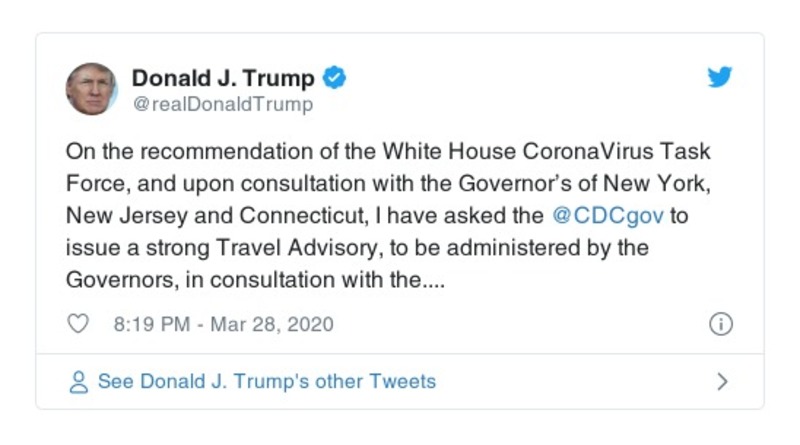 Donald J. Trump
@realDonaldTrump
On the recommendation of the White House CoronaVirus Task
Force, and upon consultation with the Governor’s of New York,
New Jersey and Connecticut, I have asked the @CDCgov to
issue a strong Travel Advisory, to be administered by the
Governors, in consultation with the....
8:19 PM - Mar 28, 2020
See Donald J. Trump's other Tweets